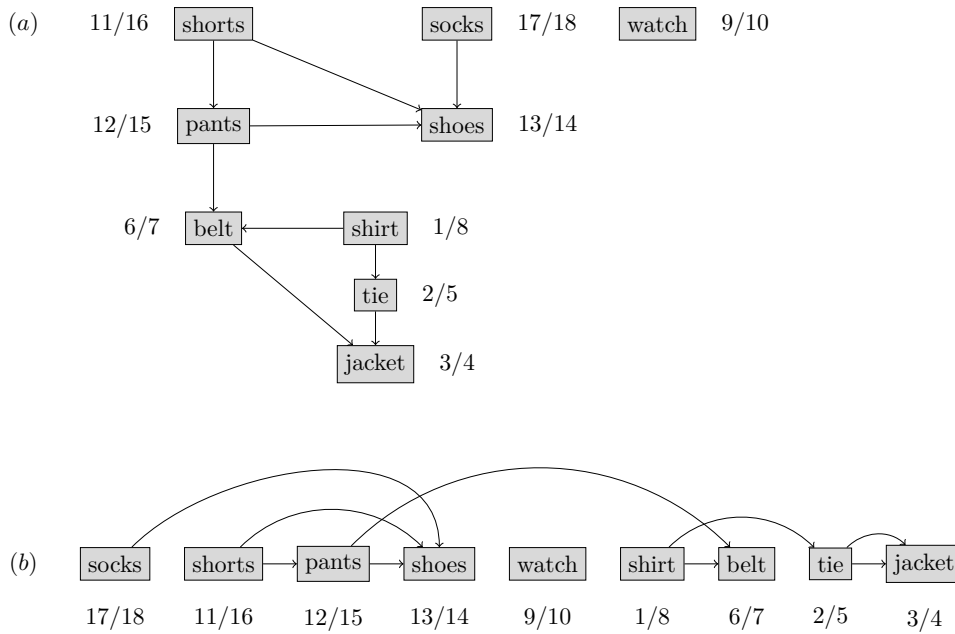 (a) 11/16 shorts socks 17/18 watch 9/10
12/15 pants shoes 13/14
6/7 belt shirt 1/8
tie 2/5
jacket 3/4
(b) socks shorts pants shoes watch shirt belt tie jacket
17/18 11/16 12/15 13/14 9/10 1/8 6/7 2/5 3/4